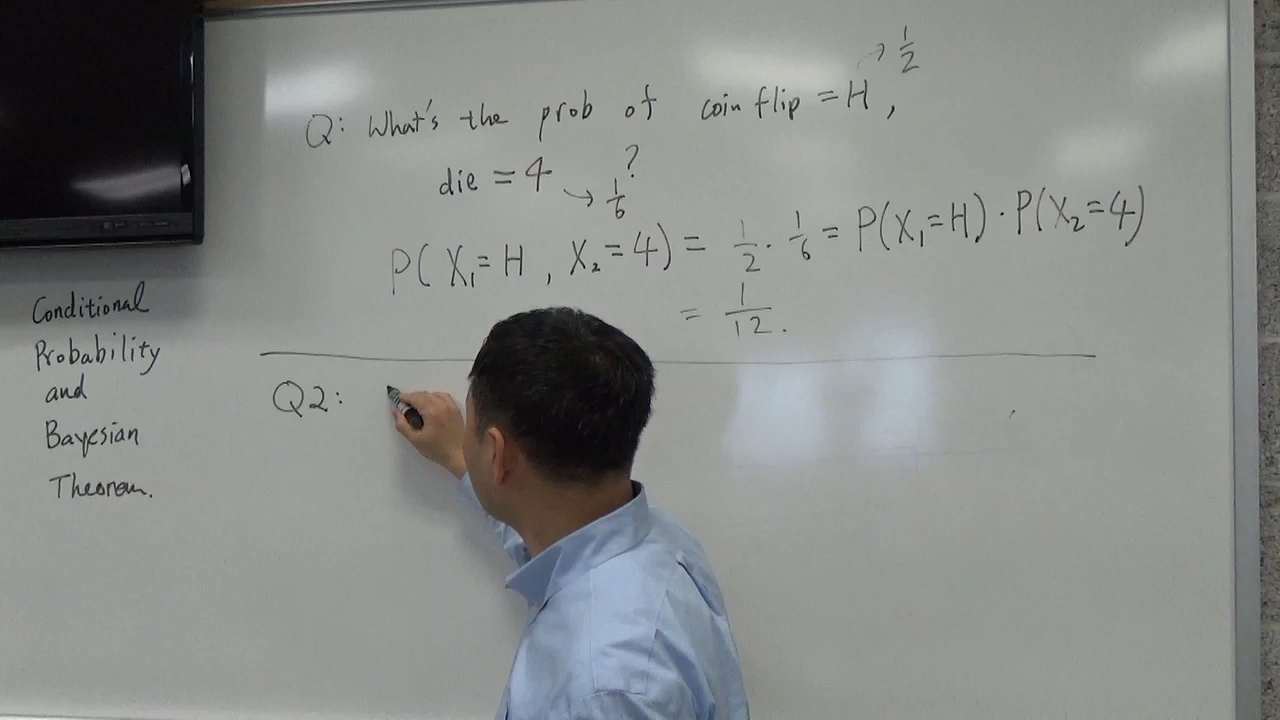 Q: What's the prob of coin flip = H, → 1/2
die = 4 → 1/6 ?
P(X₁ = H, X₂ = 4) = 1/2 · 1/6 = P(X₁ = H) · P(X₂ = 4)
= 1/12.
Q2:
Conditional
Probability
and
Bayesian
Theorem.